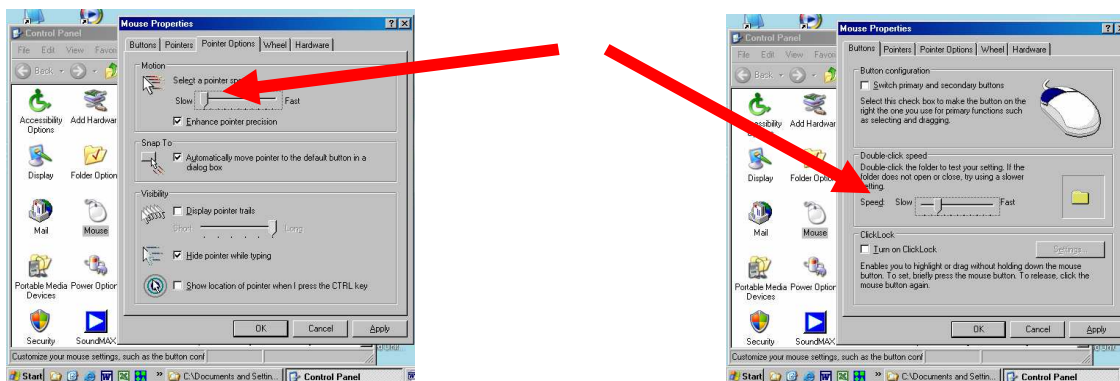 Control Panel
File Edit View Favor
Back
Accessibility Options
Add Hardwar
Display
Folder Option
Mail
Mouse
Portable Media Devices
Power Option
Security
SoundMAX
Customize your mouse settings, such as the button conf
Start
C:\Documents and Settin...
Control Panel
Mouse Properties
Buttons Pointers Pointer Options Wheel Hardware
Motion
Select a pointer spe
Slow Fast
Enhance pointer precision
Snap To
Automatically move pointer to the default button in a
dialog box
Visibility
Display pointer trails
Short Long
Hide pointer while typing
Show location of pointer when I press the CTRL key
OK Cancel Apply
Control Panel
File Edit View Favor
Back
Accessibility
Add Hardwar
Display
Folder Option
Mail
Mouse
Portable Media Devices
Power Option
Security
SoundMAX
Customize your mouse settings, such as the button conf
Start
C:\Documents and Settin...
Control Panel
Mouse Properties
Buttons Pointers Pointer Options Wheel Hardware
Button configuration
Switch primary and secondary buttons
Select this check box to make the button on the
right the one you use for primary functions such
as selecting and dragging.
Double-click speed
Double-click the folder to test your setting. If the
folder does not open or close, try using a slower
setting.
Speed: Slow Fast
ClickLock
Turn on ClickLock
Settings...
Enables you to highlight or drag without holding down the mouse
button. To set, briefly press the mouse button. To release, click the
mouse button again.
OK Cancel Apply